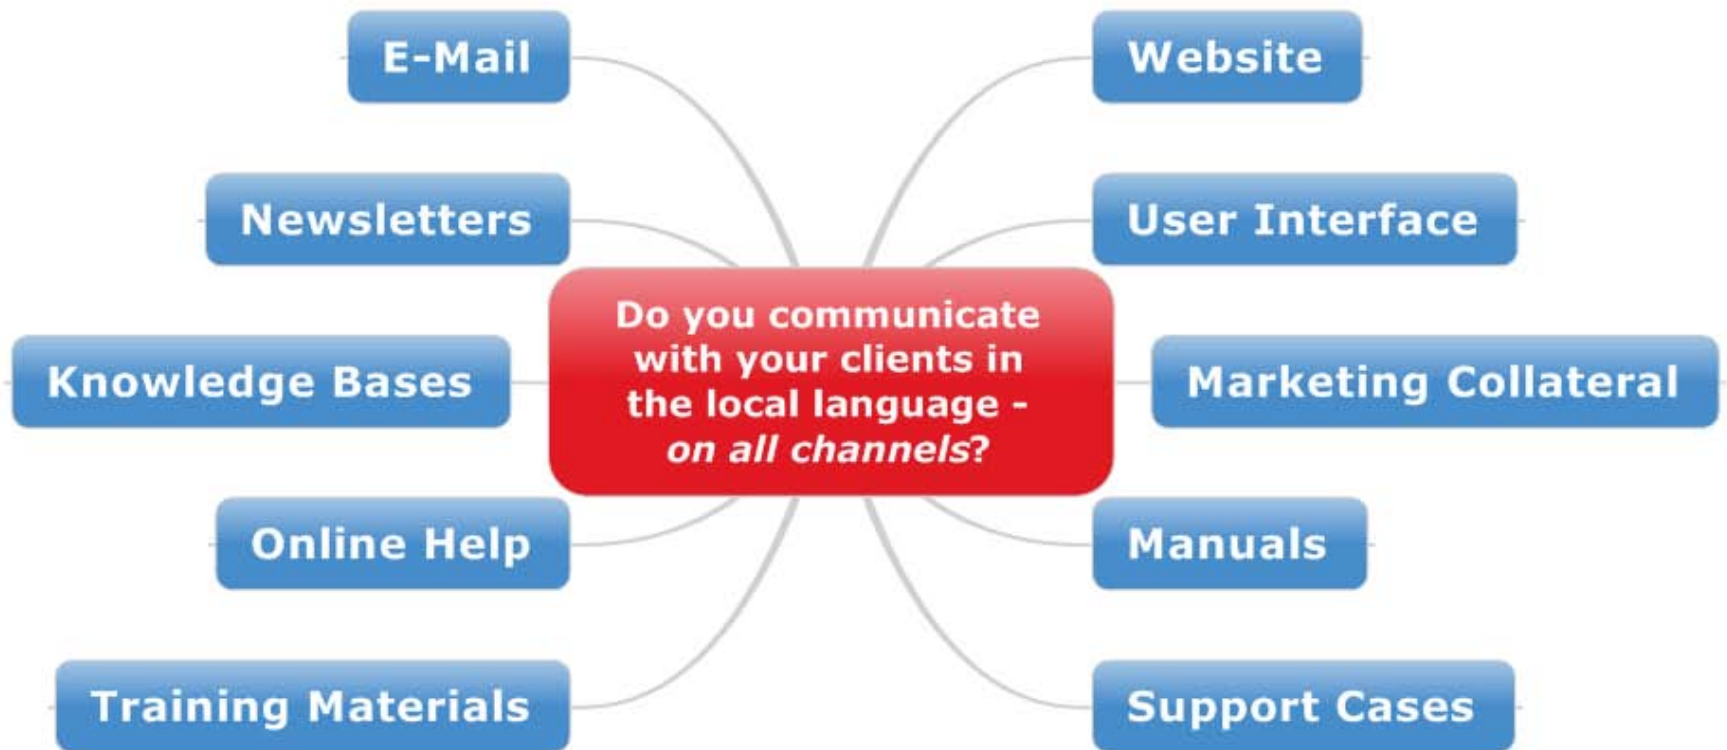 E-Mail
Website
Newsletters
User Interface
Do you communicate
with your clients in
the local language -
on all channels?
Knowledge Bases
Marketing Collateral
Online Help
Manuals
Training Materials
Support Cases